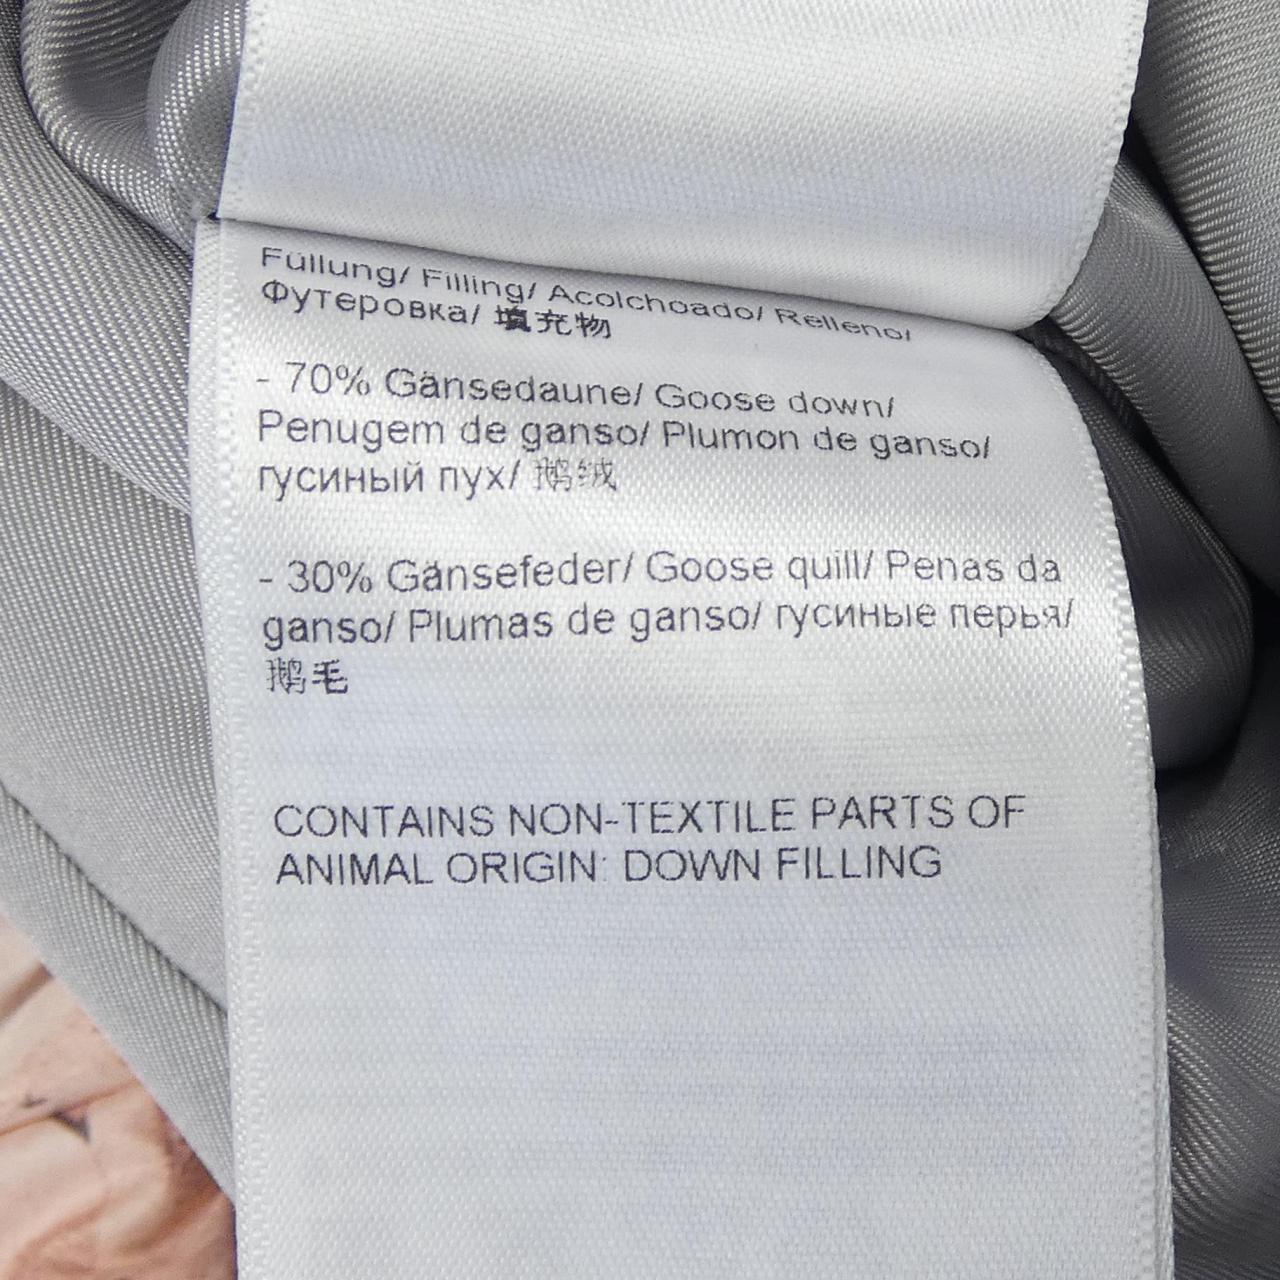 Füllung/ Filling/ Acolchoado/ Relleno/
Футеровка/ 填充物
- 70% Gänsedaune/ Goose down/
Penugem de ganso/ Plumon de ganso/
гусиный пух/ 鹅绒
- 30% Gänsefeder/ Goose quill/ Penas da
ganso/ Plumas de ganso/ гусиные перья/
鹅毛
CONTAINS NON-TEXTILE PARTS OF
ANIMAL ORIGIN: DOWN FILLING